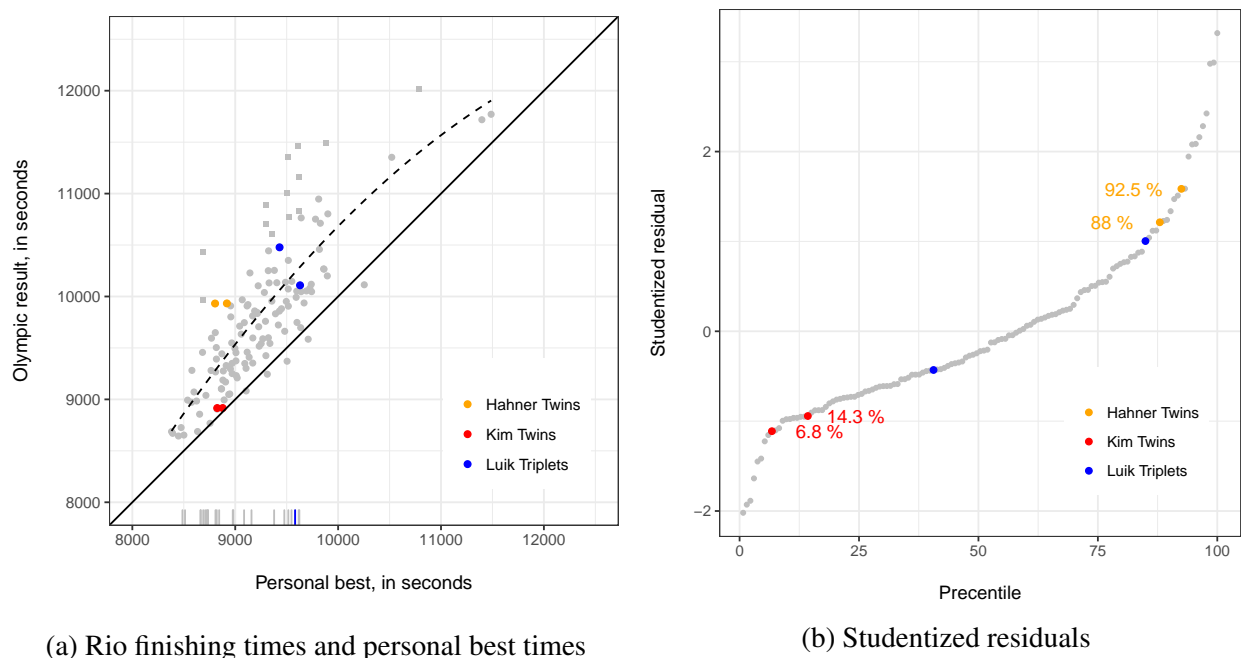 12000
11000
10000
9000
8000
Olympic result, in seconds
Hahner Twins
Kim Twins
Luik Triplets
8000 9000 10000 11000 12000
Personal best, in seconds
(a) Rio finishing times and personal best times
2
0
−2
Studentized residual
92.5 %
88 %
14.3 %
6.8 %
Hahner Twins
Kim Twins
Luik Triplets
0 25 50 75 100
Precentile
(b) Studentized residuals